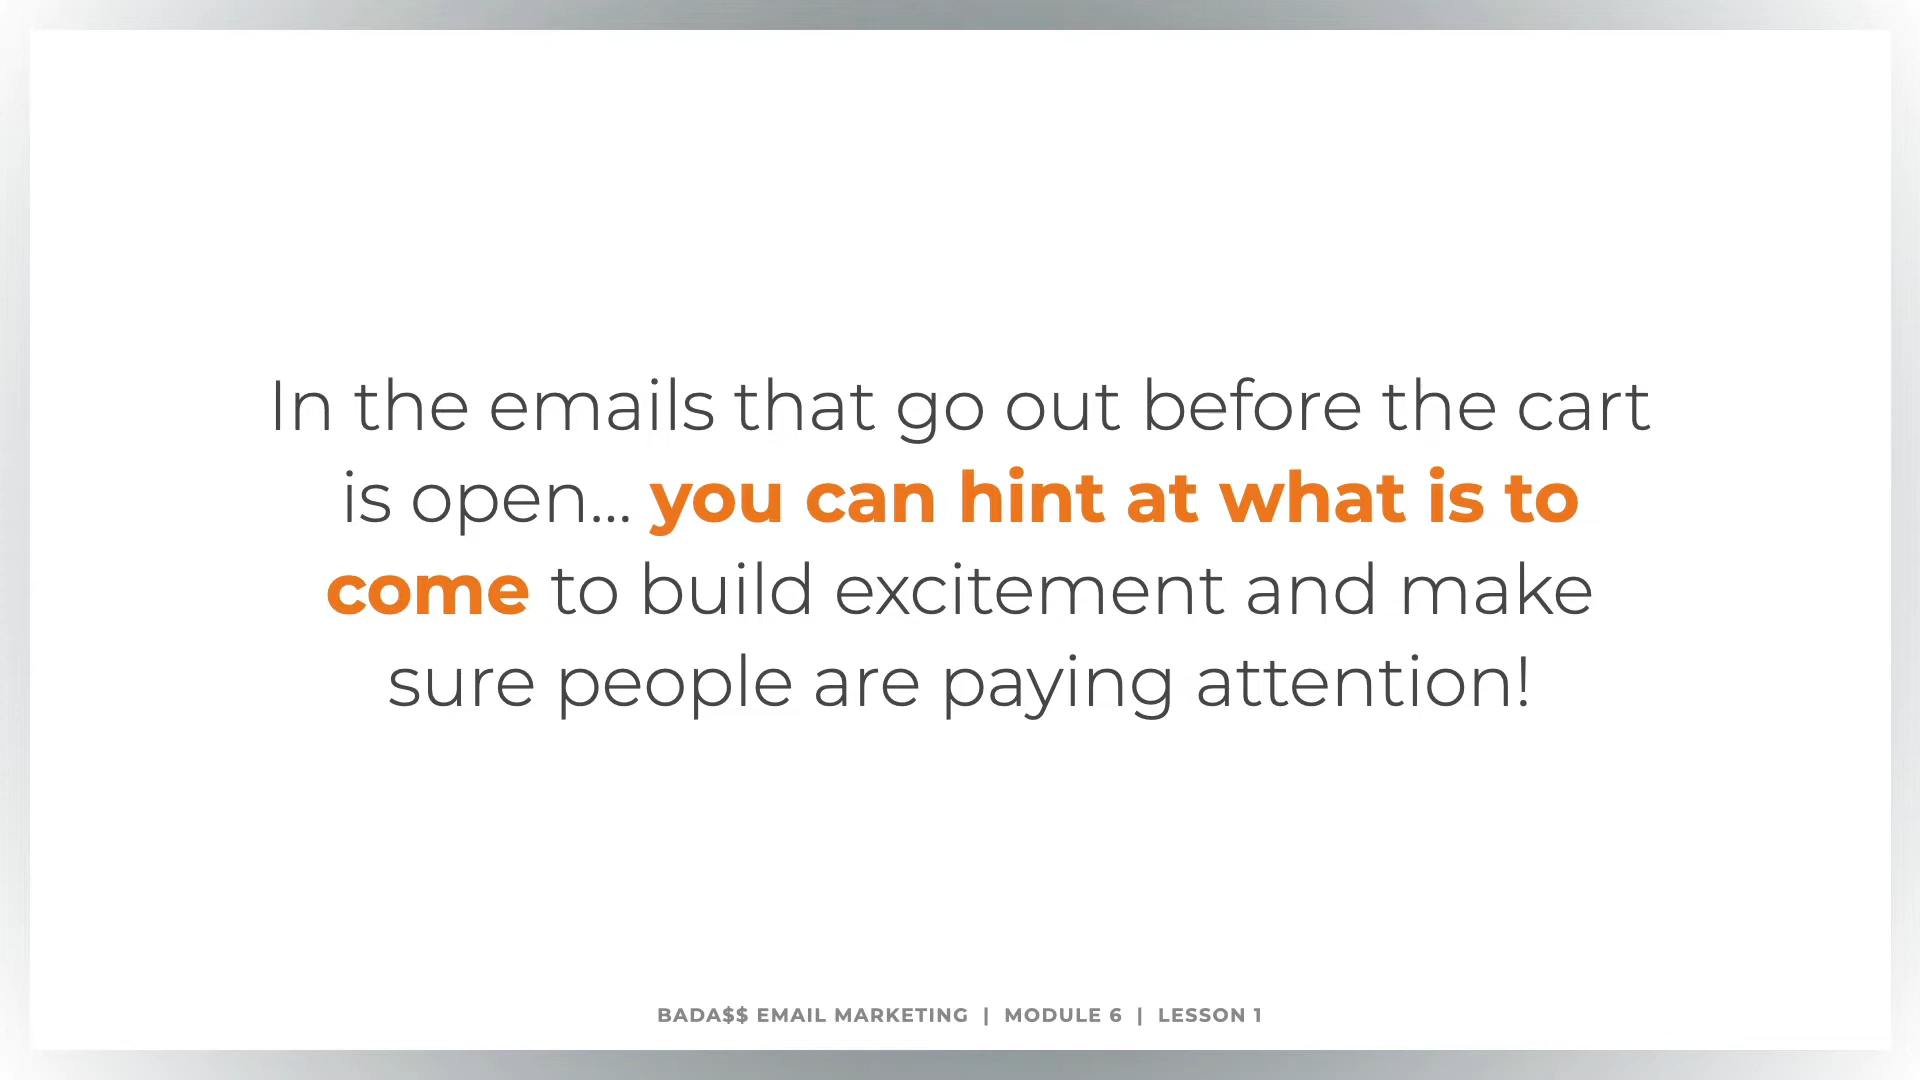 In the emails that go out before the cart
is open... you can hint at what is to
come to build excitement and make
sure people are paying attention!
BADA$$ EMAIL MARKETING | MODULE 6 | LESSON 1